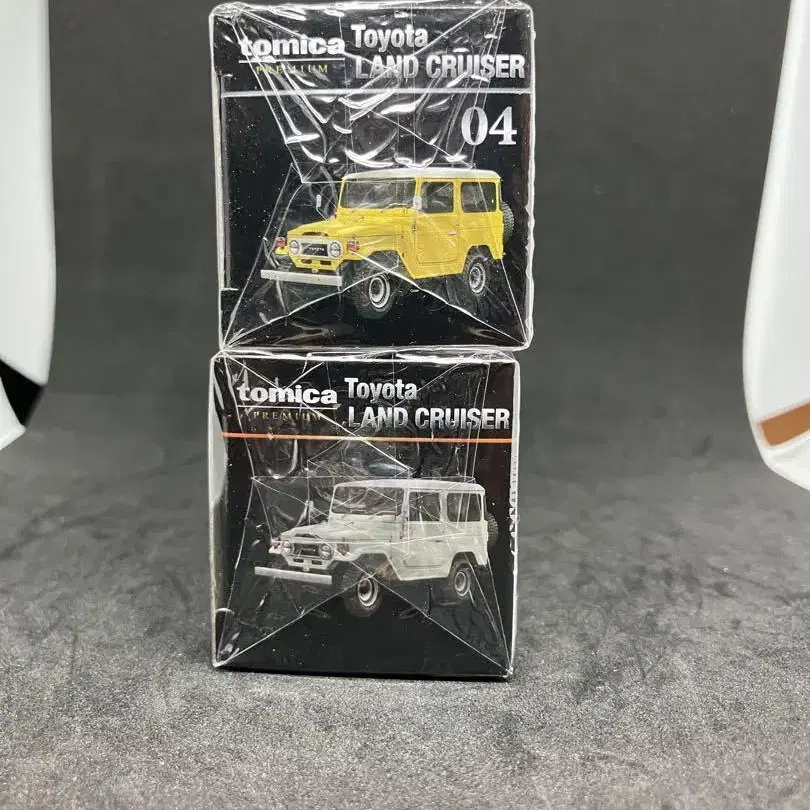 tomica Toyota
PREMIUM LAND CRUISER
04
TOYOTA
tomica Toyota
PREMIUM LAND CRUISER